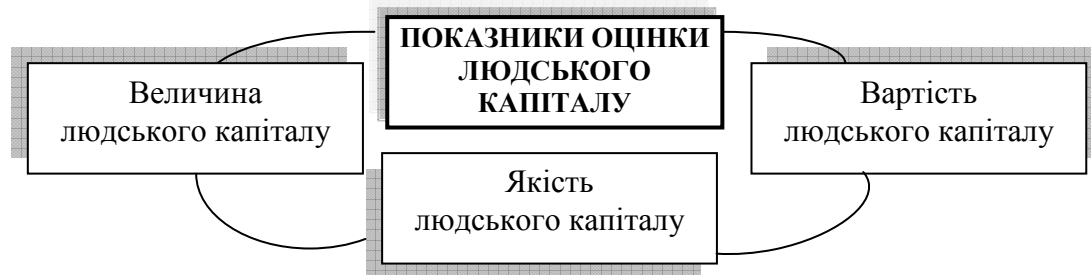 ПОКАЗНИКИ ОЦІНКИ
ЛЮДСЬКОГО
КАПІТАЛУ
Величина
людського капіталу
Вартість
людського капіталу
Якість
людського капіталу